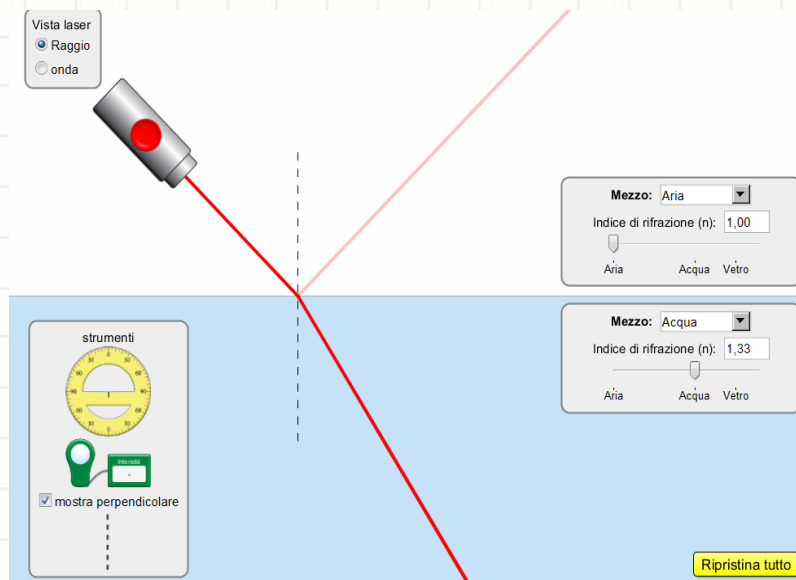 Vista laser
Raggio
onda
Mezzo: Aria
Indice di rifrazione (n): 1,00
Aria Acqua Vetro
Mezzo: Acqua
Indice di rifrazione (n): 1,33
Aria Acqua Vetro
strumenti
Intensità
-
mostra perpendicolare
Ripristina tutto